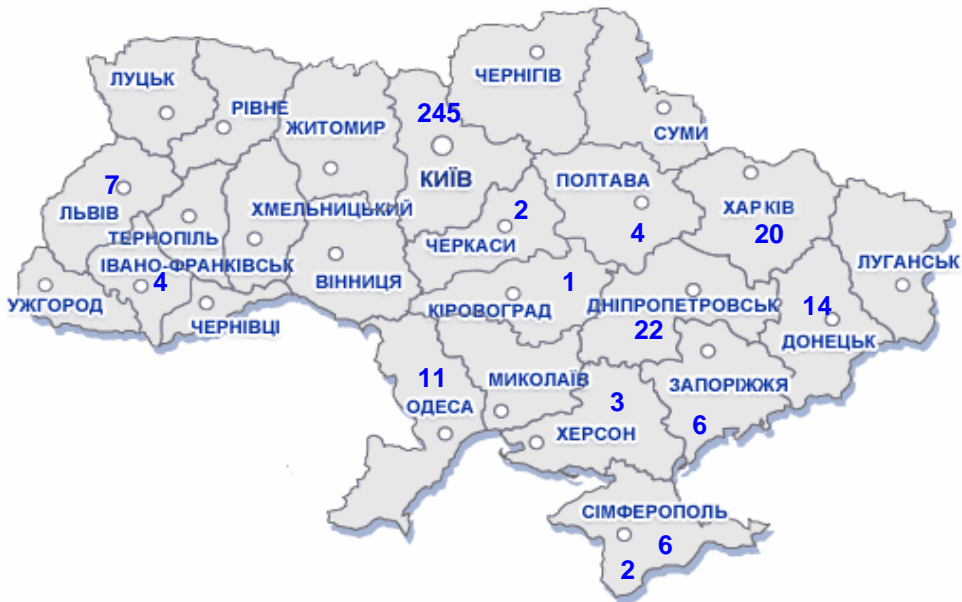 ЧЕРНІГІВ
ЛУЦЬК
РІВНЕ
245
ЖИТОМИР
СУМИ
КИЇВ
ПОЛТАВА
7
ЛЬВІВ
ХМЕЛЬНИЦЬКИЙ
2
ХАРКІВ
20
4
ТЕРНОПІЛЬ
ЧЕРКАСИ
ІВАНО-ФРАНКІВСЬК
4
ЛУГАНСЬК
ВІННИЦЯ
1
УЖГОРОД
ЧЕРНІВЦІ
КІРОВОГРАД
ДНІПРОПЕТРОВСЬК
22
14
ДОНЕЦЬК
11
ОДЕСА
МИКОЛАЇВ
ЗАПОРІЖЖЯ
3
6
ХЕРСОН
СІМФЕРОПОЛЬ
6
2